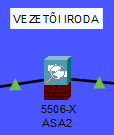 VEZETŐI IRODA
5506-X
ASA2